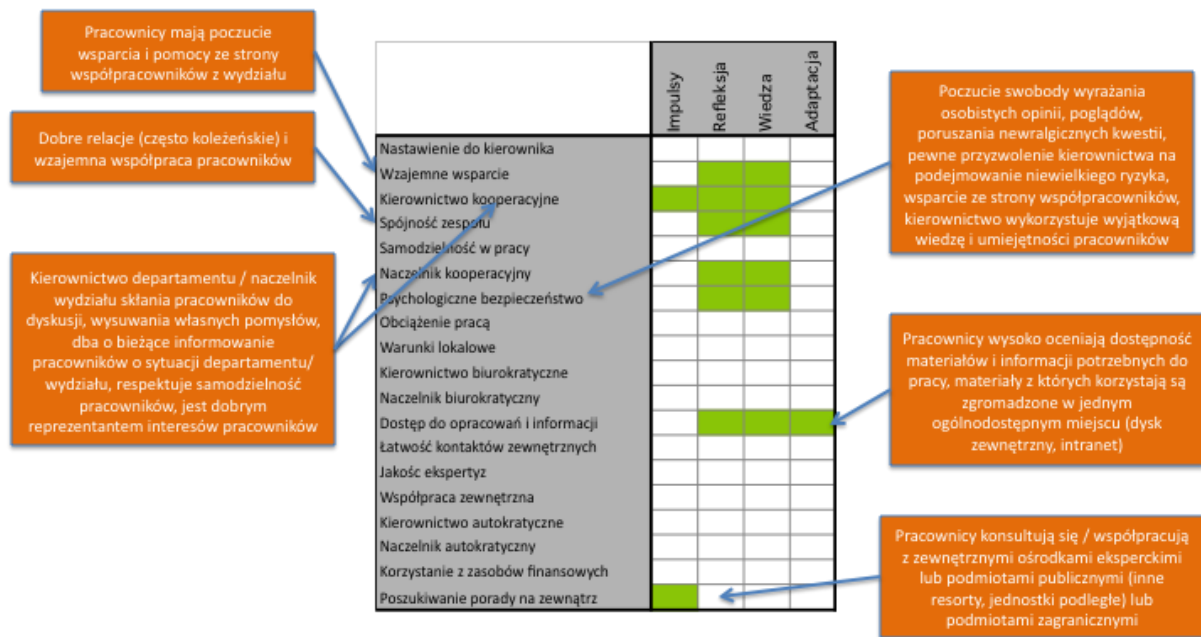 Pracownicy mają poczucie
wsparcia i pomocy ze strony
współpracowników z wydziału
Dobre relacje (często koleżeńskie) i
wzajemna współpraca pracowników
Kierownictwo departamentu / naczelnik
wydziału skłania pracowników do
dyskusji, wysuwania własnych pomysłów,
dba o bieżące informowanie
pracowników o sytuacji departamentu/
wydziału, respektuje samodzielność
pracowników, jest dobrym
reprezentantem interesów pracowników
Impulsy
Refleksja
Wiedza
Adaptacja
Nastawienie do kierownika
Wzajemne wsparcie
Kierownictwo kooperacyjne
Spójność zespołu
Samodzielność w pracy
Naczelnik kooperacyjny
Psychologiczne bezpieczeństwo
Obciążenie pracą
Warunki lokalowe
Kierownictwo biurokratyczne
Naczelnik biurokratyczny
Dostęp do opracowań i informacji
Łatwość kontaktów zewnętrznych
Jakośc ekspertyz
Współpraca zewnętrzna
Kierownictwo autokratyczne
Naczelnik autokratyczny
Korzystanie z zasobów finansowych
Poszukiwanie porady na zewnątrz
Poczucie swobody wyrażania
osobistych opinii, poglądów,
poruszania newralgicznych kwestii,
pewne przyzwolenie kierownictwa na
podejmowanie niewielkiego ryzyka,
wsparcie ze strony współpracowników,
kierownictwo wykorzystuje wyjątkową
wiedzę i umiejętności pracowników
Pracownicy wysoko oceniają dostępność
materiałów i informacji potrzebnych do
pracy, materiały z których korzystają są
zgromadzone w jednym
ogólnodostępnym miejscu (dysk
zewnętrzny, intranet)
Pracownicy konsultują się / współpracują
z zewnętrznymi ośrodkami eksperckimi
lub podmiotami publicznymi (inne
resorty, jednostki podległe) lub
podmiotami zagranicznymi